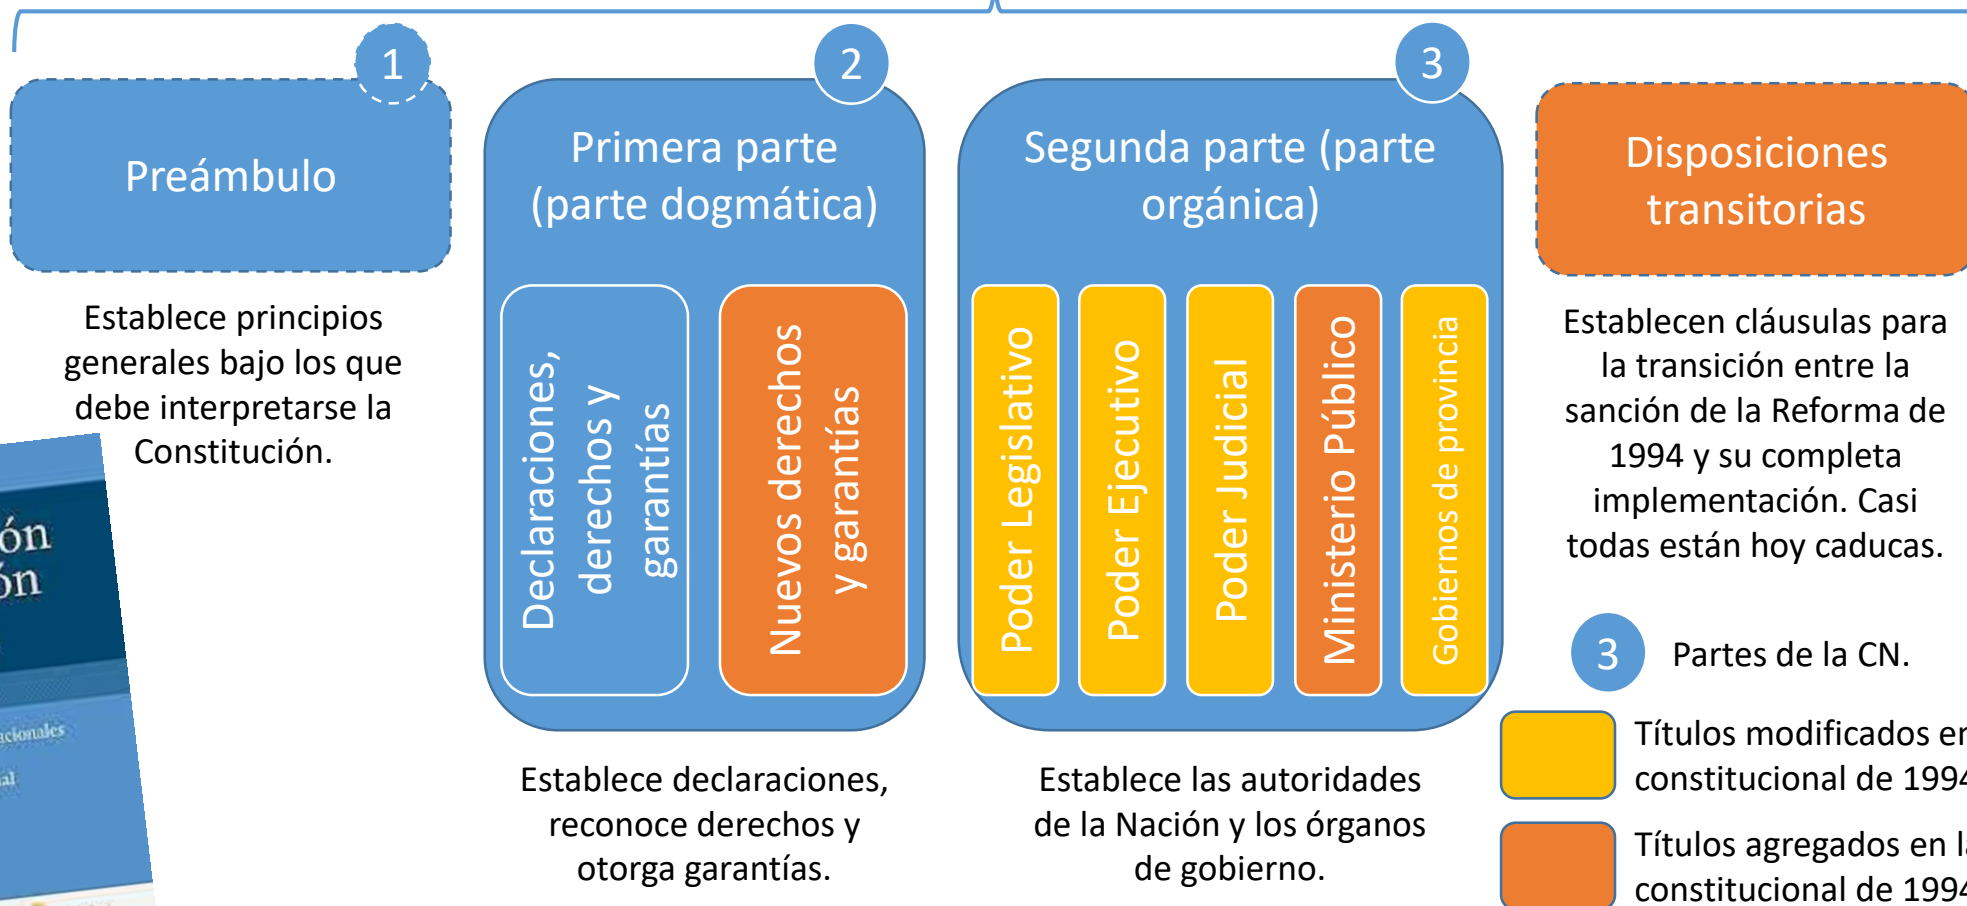 1
Preámbulo
Establece principios
generales bajo los que
debe interpretarse la
Constitución.
2
Primera parte
(parte dogmática)
Declaraciones,
derechos y
garantías
Nuevos derechos
y garantías
Establece declaraciones,
reconoce derechos y
otorga garantías.
3
Segunda parte (parte
orgánica)
Poder Legislativo
Poder Ejecutivo
Poder Judicial
Ministerio Público
Gobiernos de provincia
Establece las autoridades
de la Nación y los órganos
de gobierno.
Disposiciones
transitorias
Establecen cláusulas para
la transición entre la
sanción de la Reforma de
1994 y su completa
implementación. Casi
todas están hoy caducas.
3 Partes de la CN.
Títulos modificados en
constitucional de 1994
Títulos agregados en la
constitucional de 1994
ón
ón
acionales
al